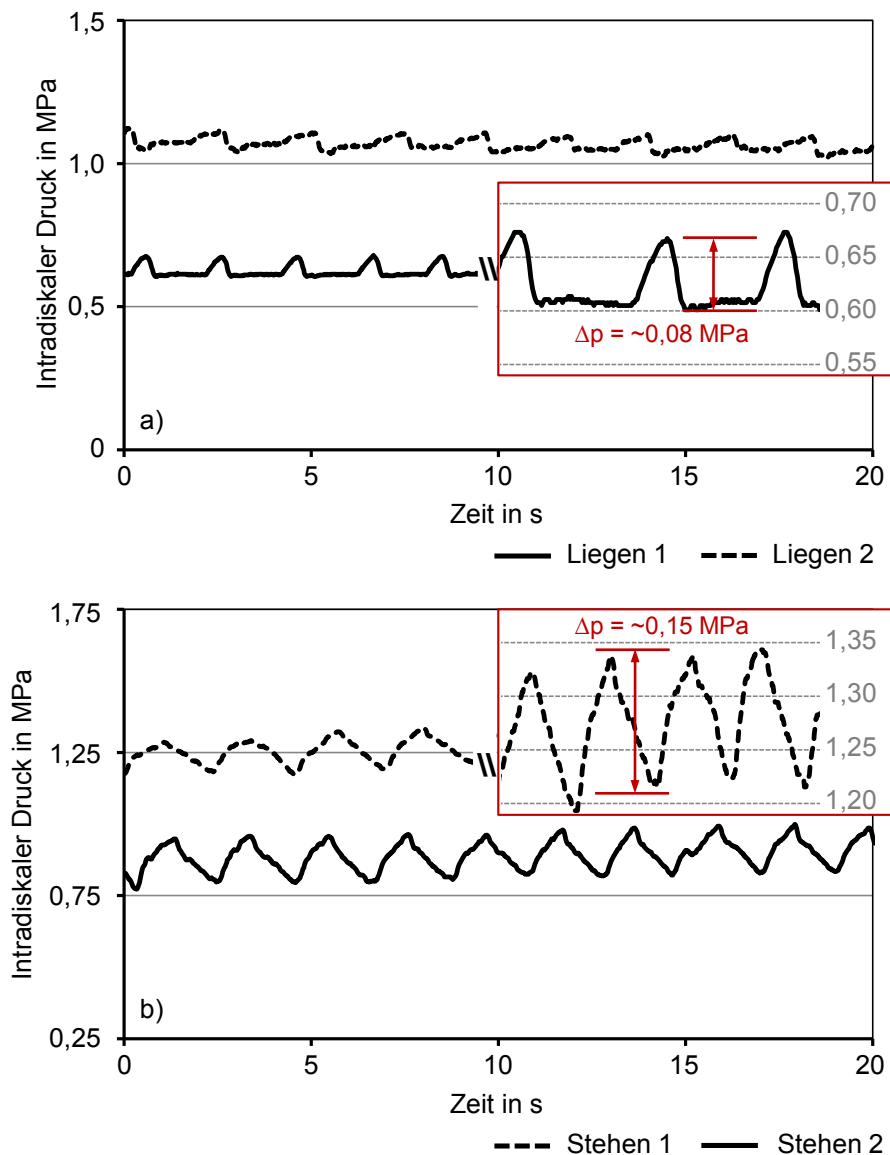 1,5
1,0
0,5
0
Intradiskaler Druck in MPa
a)
0,70
0,65
0,60
0,55
Δp = ~0,08 MPa
0 5 10 15 20
Zeit in s
Liegen 1 Liegen 2
1,75
1,25
0,75
0,25
Intradiskaler Druck in MPa
b)
Δp = ~0,15 MPa
1,35
1,30
1,25
1,20
0 5 10 15 20
Zeit in s
Stehen 1 Stehen 2